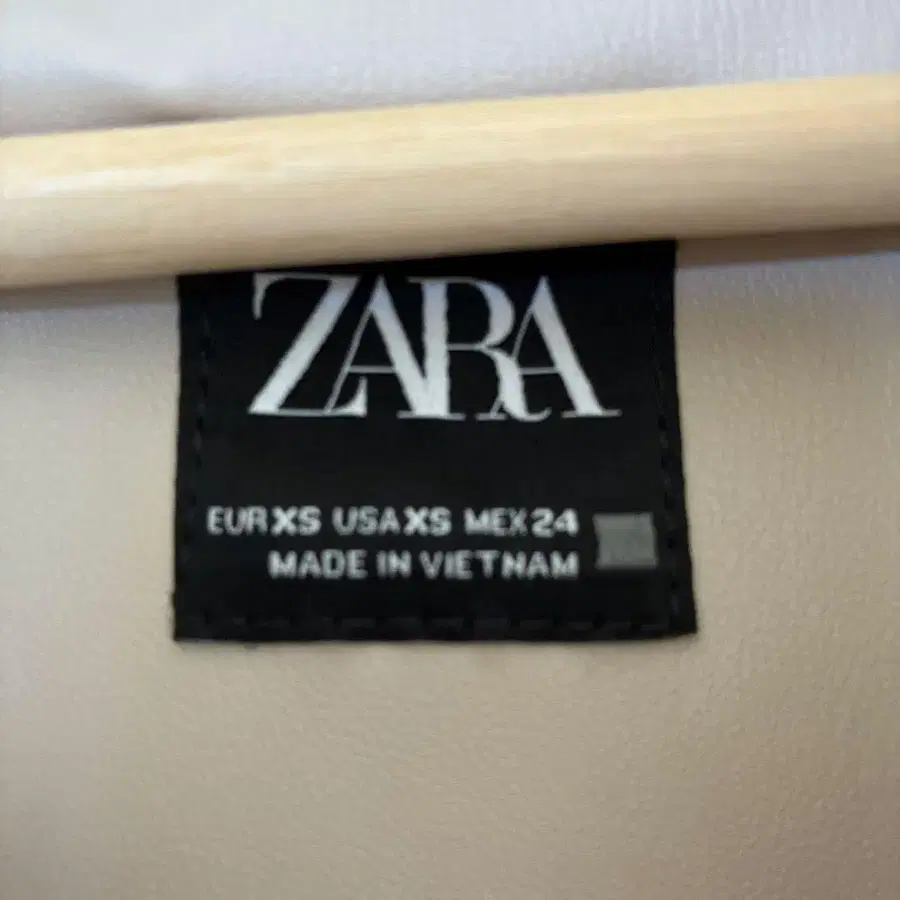 ZARA
EUR XS USA XS MEX 24
MADE IN VIETNAM